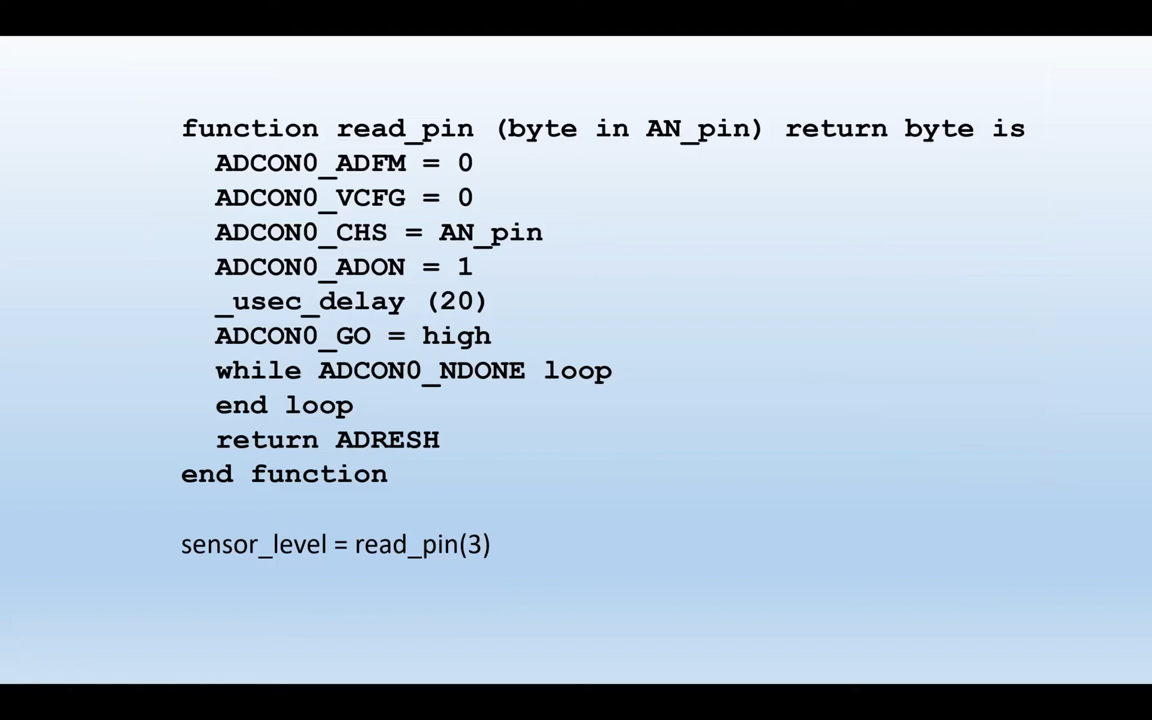 function read_pin (byte in AN_pin) return byte is
ADCON0_ADFM = 0
ADCON0_VCFG = 0
ADCON0_CHS = AN_pin
ADCON0_ADON = 1
_usec_delay (20)
ADCON0_GO = high
while ADCON0_NDONE loop
end loop
return ADRESH
end function
sensor_level = read_pin(3)